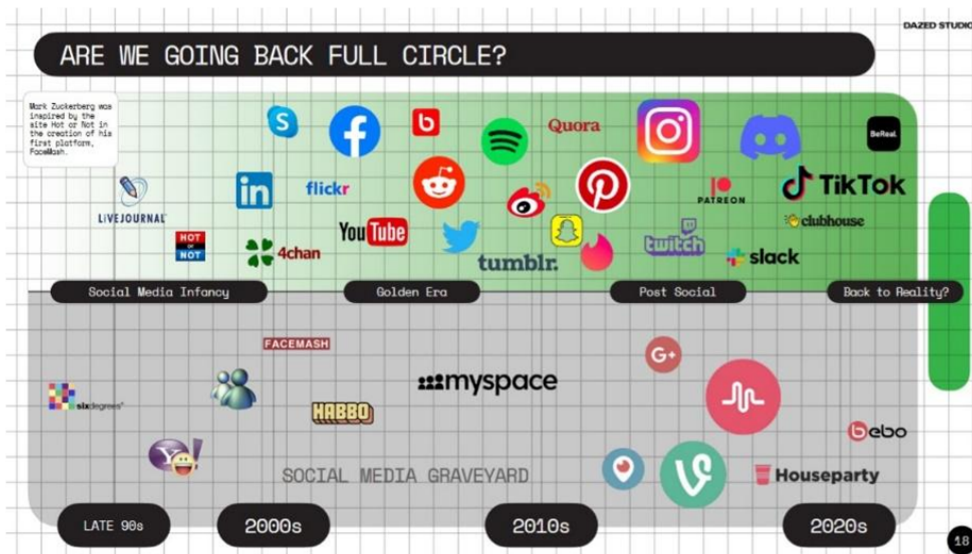 DAZED STUDIO
ARE WE GOING BACK FULL CIRCLE?
Mark Zuckerberg was
inspired by the
site Hot or Not in
the creation of his
first platform,
FaceMash.
Quora
BeReal.
LiVEJOURNAL
in
flickr
PATREON
TikTok
clubhouse
HOT
OR
NOT
4chan
YouTube
tumblr.
twitch
slack
Social Media Infancy
Golden Era
Post Social
Back to Reality?
FACEMASH
G+
sixdegrees
HABBO
myspace
bebo
Y!
SOCIAL MEDIA GRAVEYARD
Houseparty
LATE 90s
2000s
2010s
2020s
18